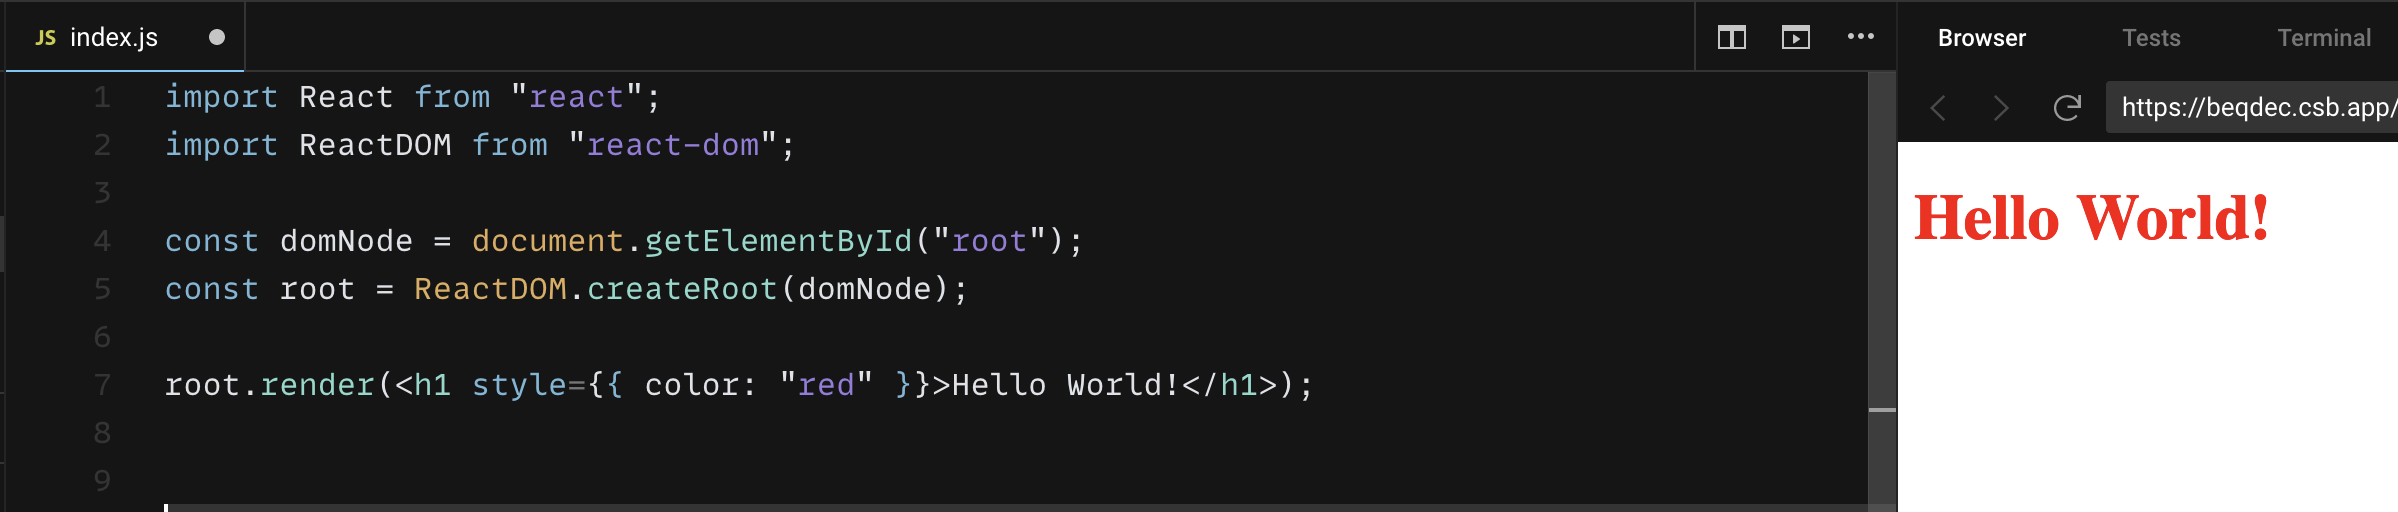 JS index.js
Browser Tests Terminal
https://beqdec.csb.app/
1 import React from "react";
2 import ReactDOM from "react-dom";
3
4 const domNode = document.getElementById("root");
5 const root = ReactDOM.createRoot(domNode);
6
7 root.render(<h1 style={{ color: "red" }}>Hello World!</h1>);
8
9
Hello World!